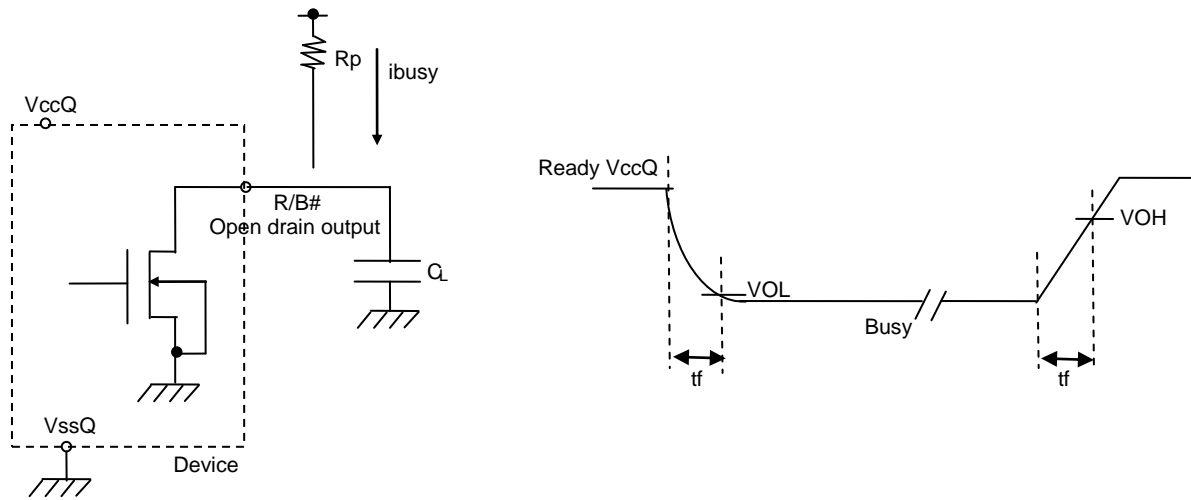 Rp
ibusy
VccQ
R/B#
Open drain output
CL
VssQ
Device
Ready VccQ
VOL
Busy
VOH
tf
tf